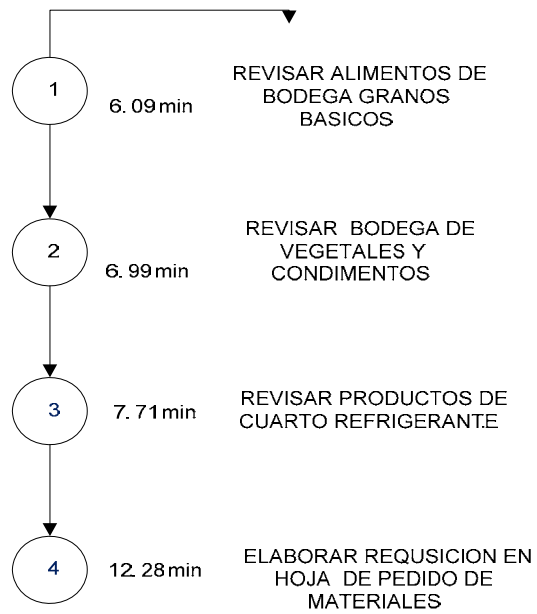 1
6.09 min
REVISAR ALIMENTOS DE
BODEGA GRANOS
BASICOS
2
6.99 min
REVISAR BODEGA DE
VEGETALES Y
CONDIMENTOS
3
7.71 min
REVISAR PRODUCTOS DE
CUARTO REFRIGERANT.E
4
12.28 min
ELABORAR REQUSICION EN
HOJA DE PEDIDO DE
MATERIALES